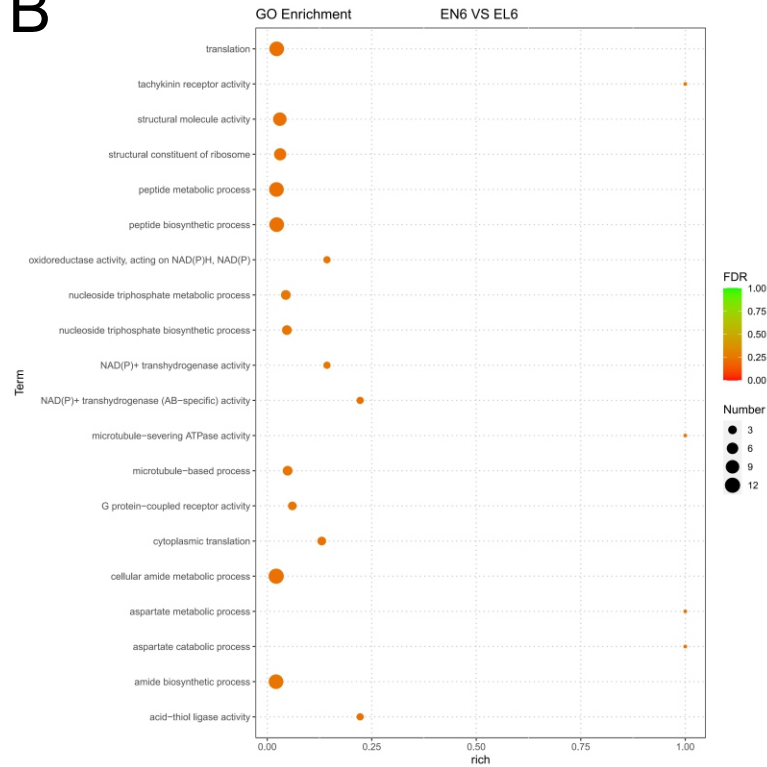 B
GO Enrichment EN6 VS EL6
translation
tachykinin receptor activity
structural molecule activity
structural constituent of ribosome
peptide metabolic process
peptide biosynthetic process
oxidoreductase activity, acting on NAD(P)H, NAD(P)
nucleoside triphosphate metabolic process
nucleoside triphosphate biosynthetic process
NAD(P)+ transhydrogenase activity
NAD(P)+ transhydrogenase (AB−specific) activity
microtubule−severing ATPase activity
microtubule−based process
G protein−coupled receptor activity
cytoplasmic translation
cellular amide metabolic process
aspartate metabolic process
aspartate catabolic process
amide biosynthetic process
acid−thiol ligase activity
Term
0.00 0.25 0.50 0.75 1.00
rich
FDR
1.00
0.75
0.50
0.25
0.00
Number
3
6
9
12